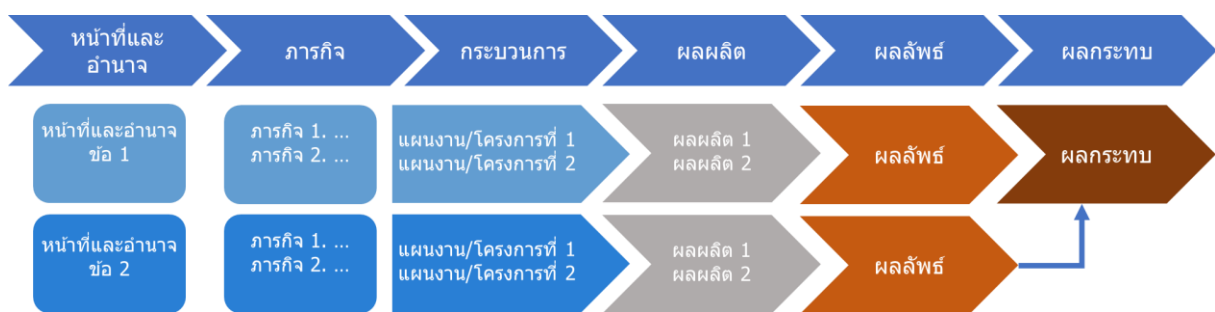 หน้าที่และ
อำนาจ
ภารกิจ
กระบวนการ
ผลผลิต
ผลลัพธ์
ผลกระทบ
หน้าที่และอำนาจ
ข้อ 1
ภารกิจ 1. ...
ภารกิจ 2. ...
แผนงาน/โครงการที่ 1
แผนงาน/โครงการที่ 2
ผลผลิต 1
ผลผลิต 2
ผลลัพธ์
ผลกระทบ
หน้าที่และอำนาจ
ข้อ 2
ภารกิจ 1. ...
ภารกิจ 2. ...
แผนงาน/โครงการที่ 1
แผนงาน/โครงการที่ 2
ผลผลิต 1
ผลผลิต 2
ผลลัพธ์